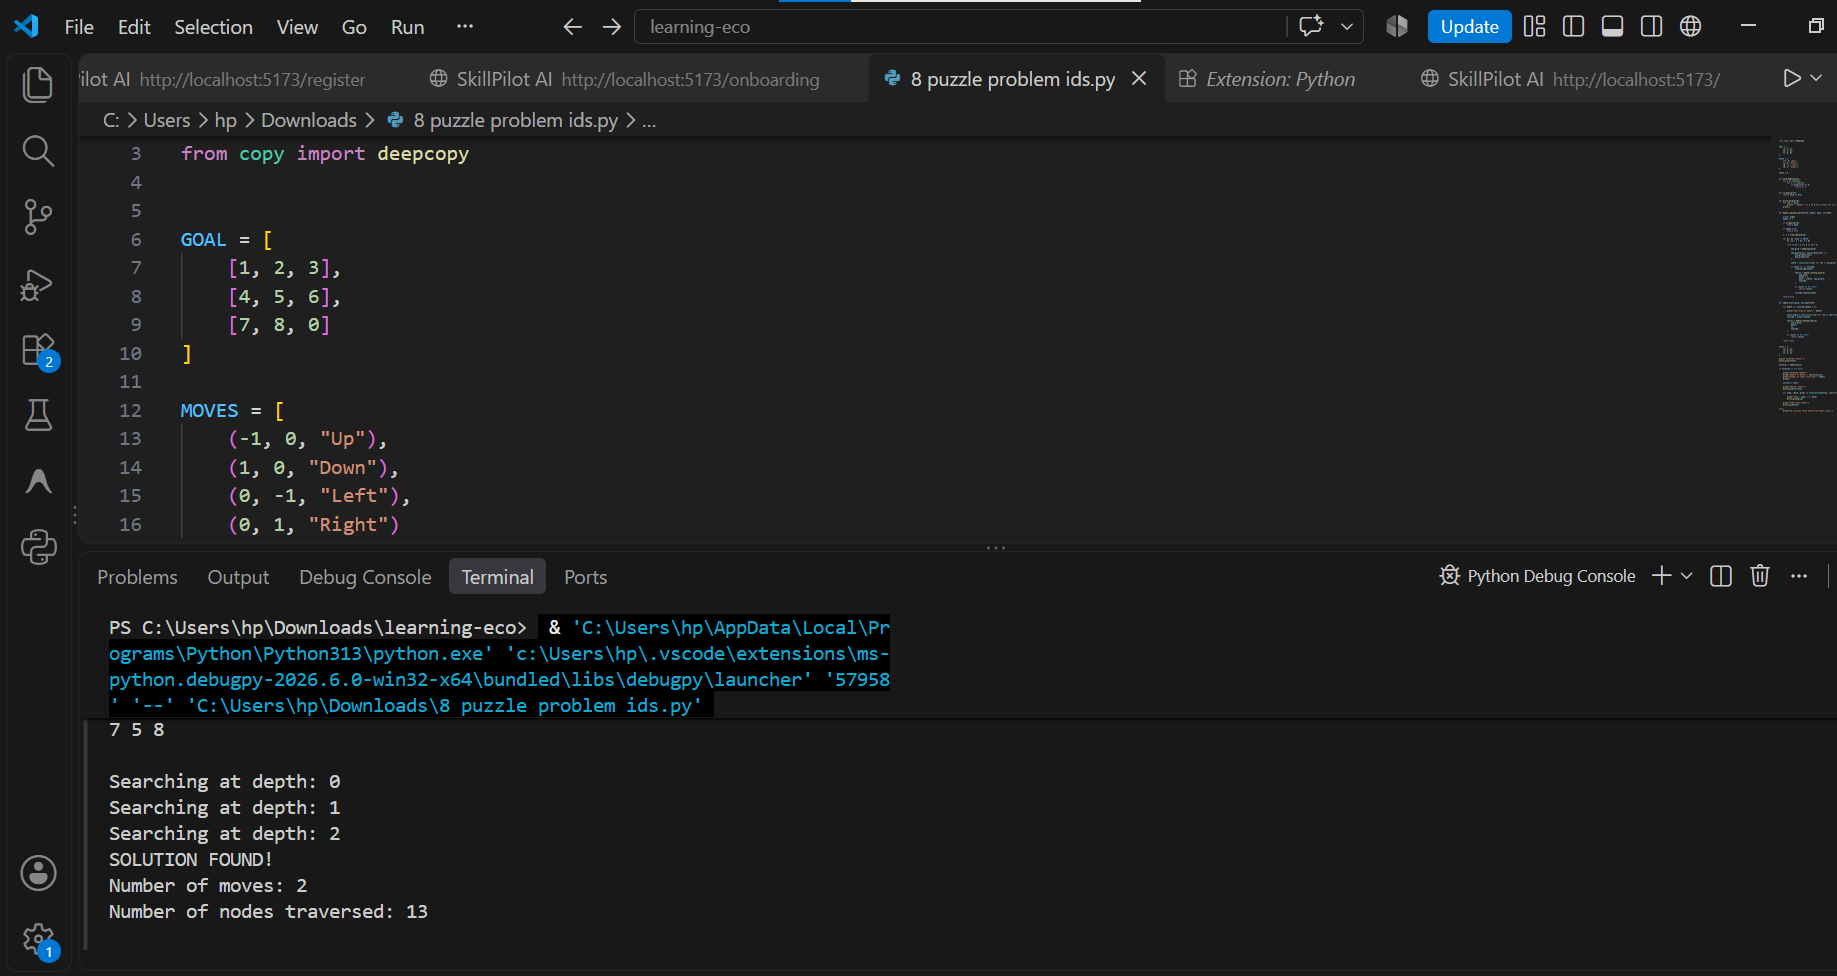 File Edit Selection View Go Run ··· learning-eco Update
ilot AI http://localhost:5173/register SkillPilot AI http://localhost:5173/onboarding 8 puzzle problem ids.py Extension: Python SkillPilot AI http://localhost:5173/
C: > Users > hp > Downloads > 8 puzzle problem ids.py > ...
3 from copy import deepcopy
4
5
6 GOAL = [
7 [1, 2, 3],
8 [4, 5, 6],
9 [7, 8, 0]
10 ]
11
12 MOVES = [
13 (-1, 0, "Up"),
14 (1, 0, "Down"),
15 (0, -1, "Left"),
16 (0, 1, "Right")
2
Problems Output Debug Console Terminal Ports Python Debug Console
PS C:\Users\hp\Downloads\learning-eco> & 'C:\Users\hp\AppData\Local\Pr
ograms\Python\Python313\python.exe' 'c:\Users\hp\.vscode\extensions\ms-
python.debugpy-2026.6.0-win32-x64\bundled\libs\debugpy\launcher' '57958
' '--' 'C:\Users\hp\Downloads\8 puzzle problem ids.py'
7 5 8
Searching at depth: 0
Searching at depth: 1
Searching at depth: 2
SOLUTION FOUND!
Number of moves: 2
Number of nodes traversed: 13
1